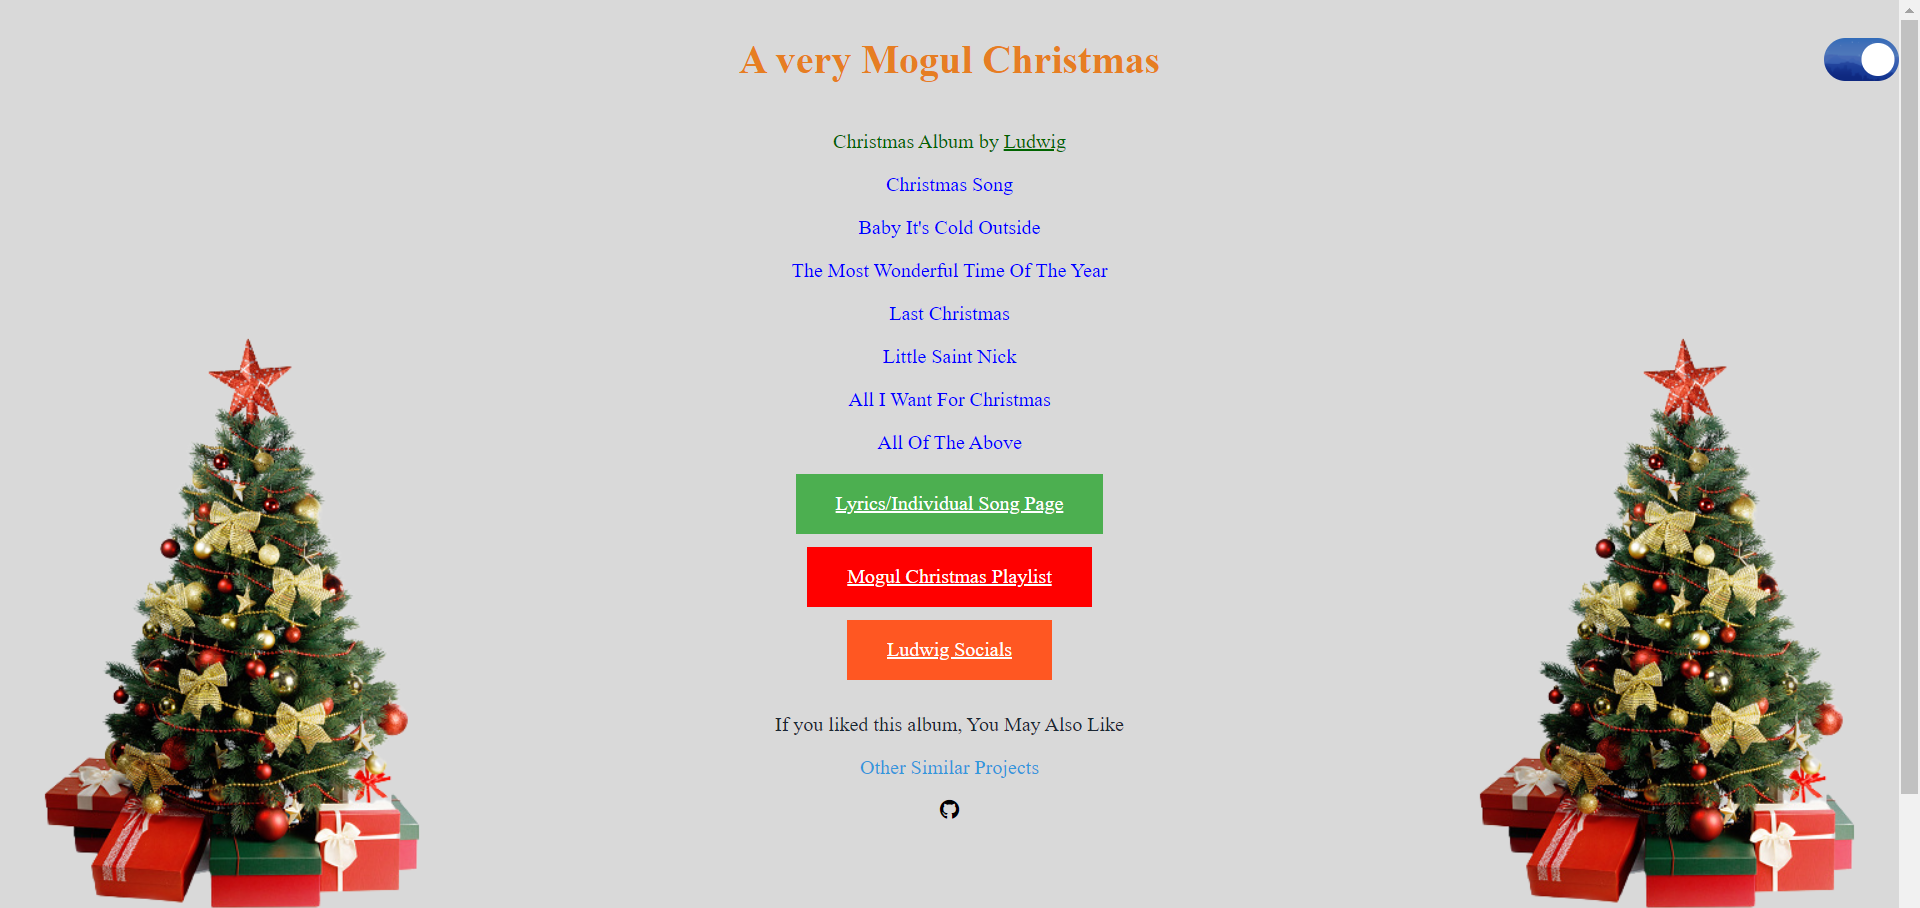 A very Mogul Christmas
Christmas Album by Ludwig
Christmas Song
Baby It's Cold Outside
The Most Wonderful Time Of The Year
Last Christmas
Little Saint Nick
All I Want For Christmas
All Of The Above
Lyrics/Individual Song Page
Mogul Christmas Playlist
Ludwig Socials
If you liked this album, You May Also Like
Other Similar Projects